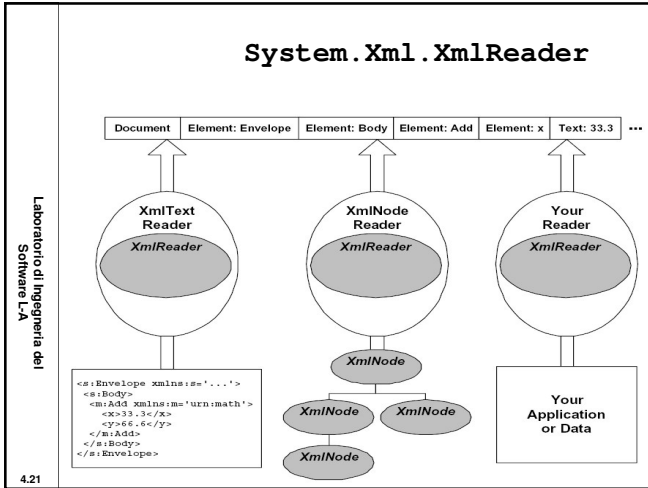 System.Xml.XmlReader
Document Element: Envelope Element: Body Element: Add Element: x Text: 33.3 ...
XmlText
Reader
XmlReader
XmlNode
Reader
XmlReader
Your
Reader
XmlReader
<s:Envelope xmlns:s='...'>
<s:Body>
<m:Add xmlns:m='urn:math'>
<x>33.3</x>
<y>66.6</y>
</m:Add>
</s:Body>
</s:Envelope>
XmlNode
XmlNode XmlNode
XmlNode
Your
Application
or Data
Laboratorio di Ingegneria del
Software L-A
4.21